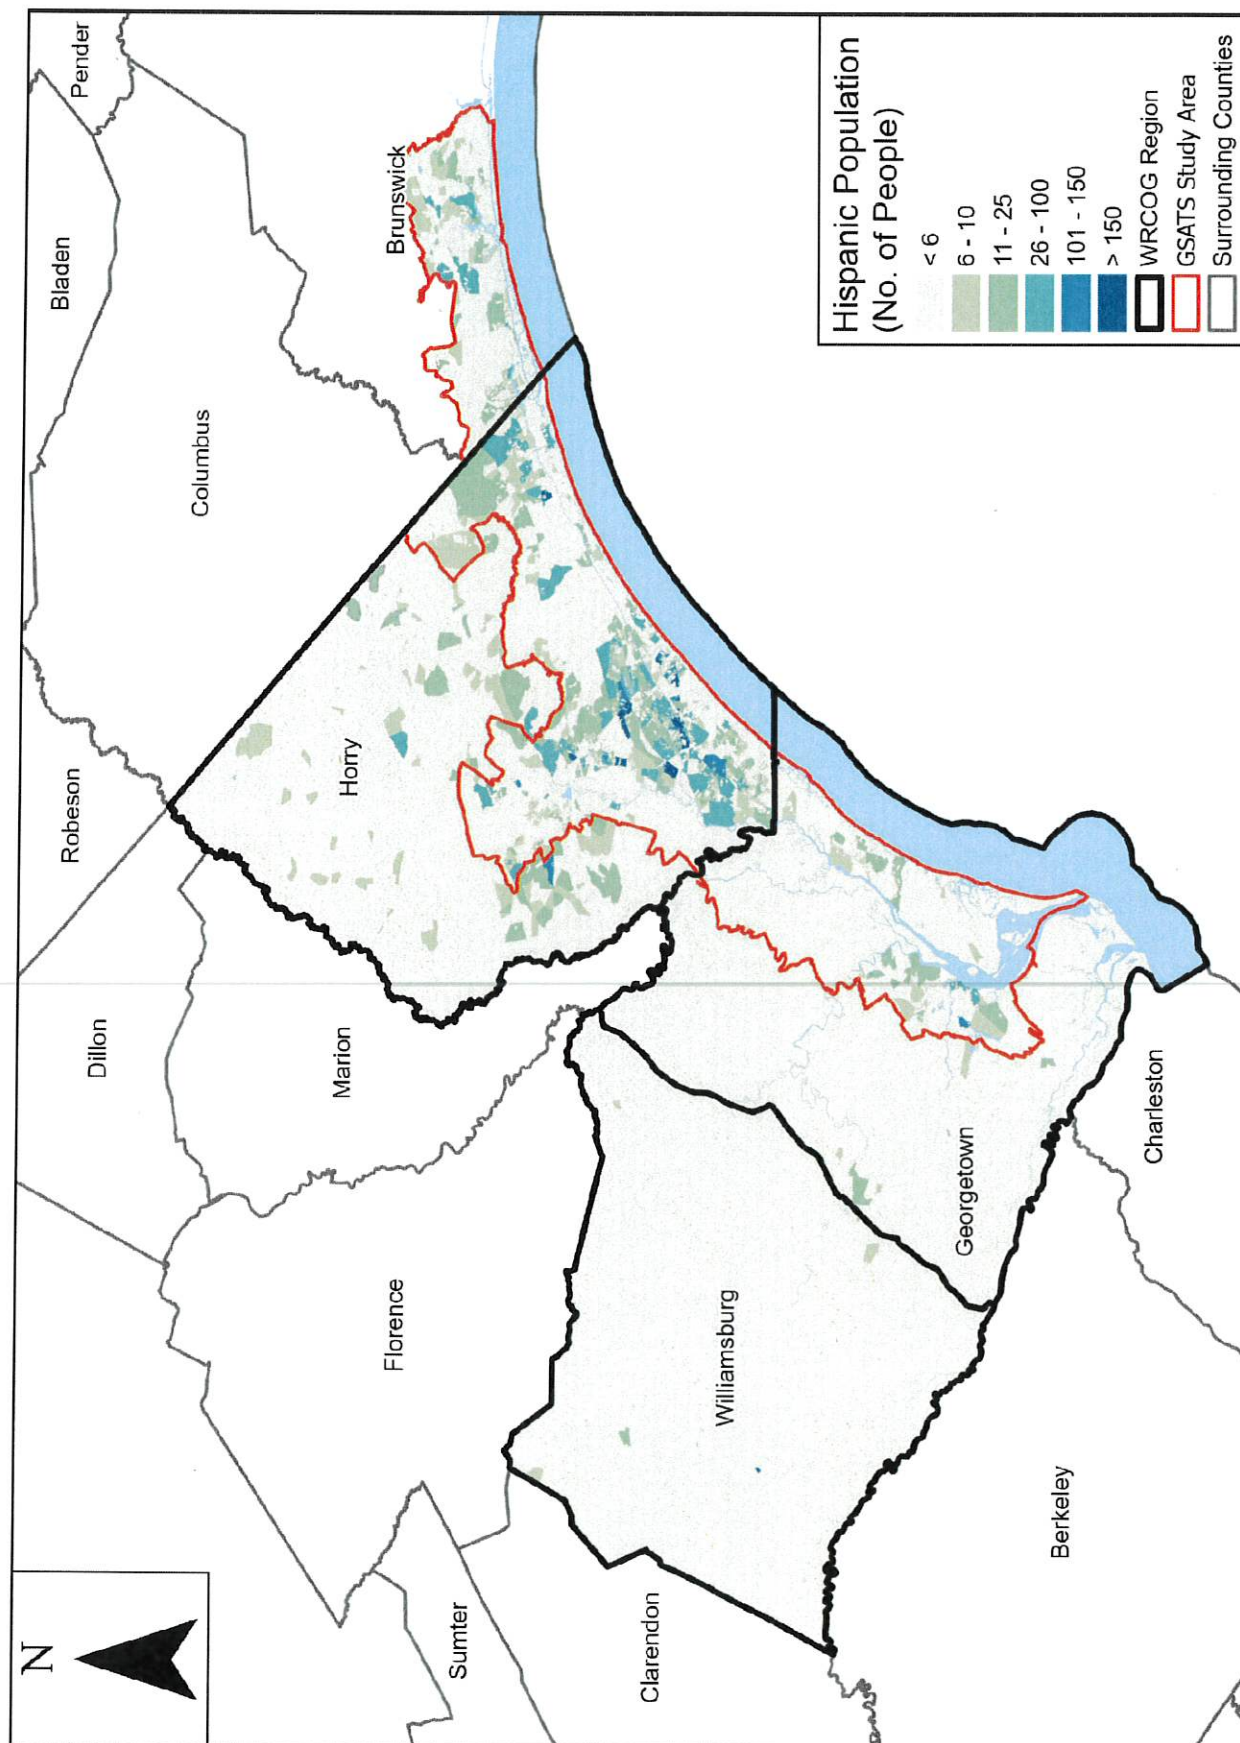 N
Pender
Bladen
Brunswick
Columbus
Robeson
Horry
Dillon
Marion
Florence
Georgetown
Charleston
Williamsburg
Sumter
Clarendon
Berkeley
Hispanic Population
(No. of People)
< 6
6 - 10
11 - 25
26 - 100
101 - 150
> 150
WRCOG Region
GSATS Study Area
Surrounding Counties